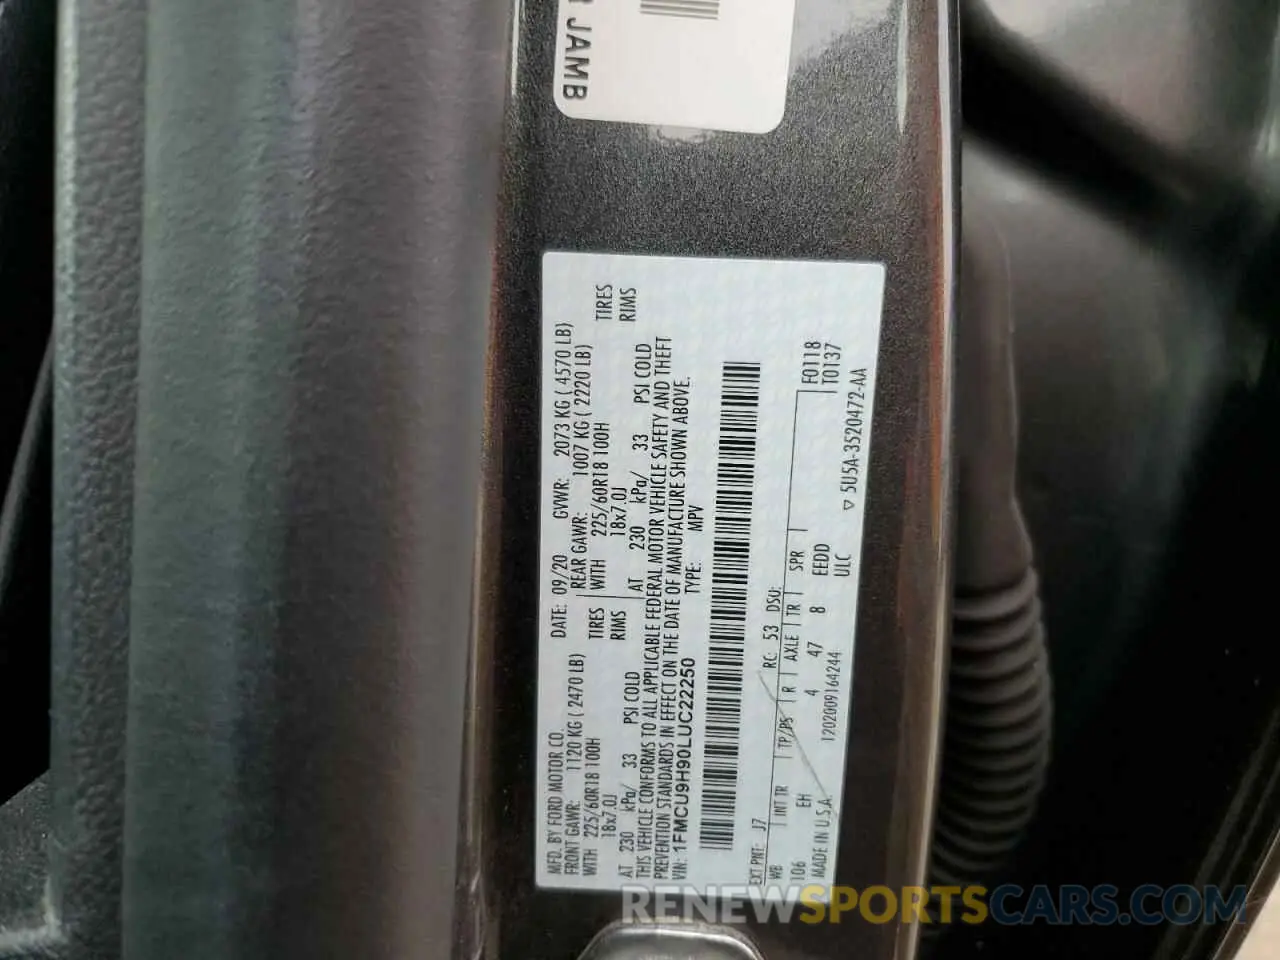 R JAMB
MFD. BY FORD MOTOR CO. DATE: 09/20 GVWR: 2073 KG ( 4570 LB)
FRONT GAWR: 1120 KG ( 2470 LB) REAR GAWR: 1007 KG ( 2220 LB)
WITH 225/60R18 100H TIRES WITH 225/60R18 100H TIRES
18x7.0J RIMS 18x7.0J RIMS
AT 230 kPa/ 33 PSI COLD AT 230 kPa/ 33 PSI COLD
THIS VEHICLE CONFORMS TO ALL APPLICABLE FEDERAL MOTOR VEHICLE SAFETY AND THEFT
PREVENTION STANDARDS IN EFFECT ON THE DATE OF MANUFACTURE SHOWN ABOVE.
VIN: 1FMCU9H90LUC22250 TYPE: MPV
EXT PNT: J7 RC: 53 DSO:
WB INT TR TP/PS R AXLE TR SPR F0118
106 EH 4 47 8 EEDD T0137
MADE IN U.S.A. 1202009164244 ULC ▽ 5U5A-3520472-AA
RENEWSPORTSCARS.COM